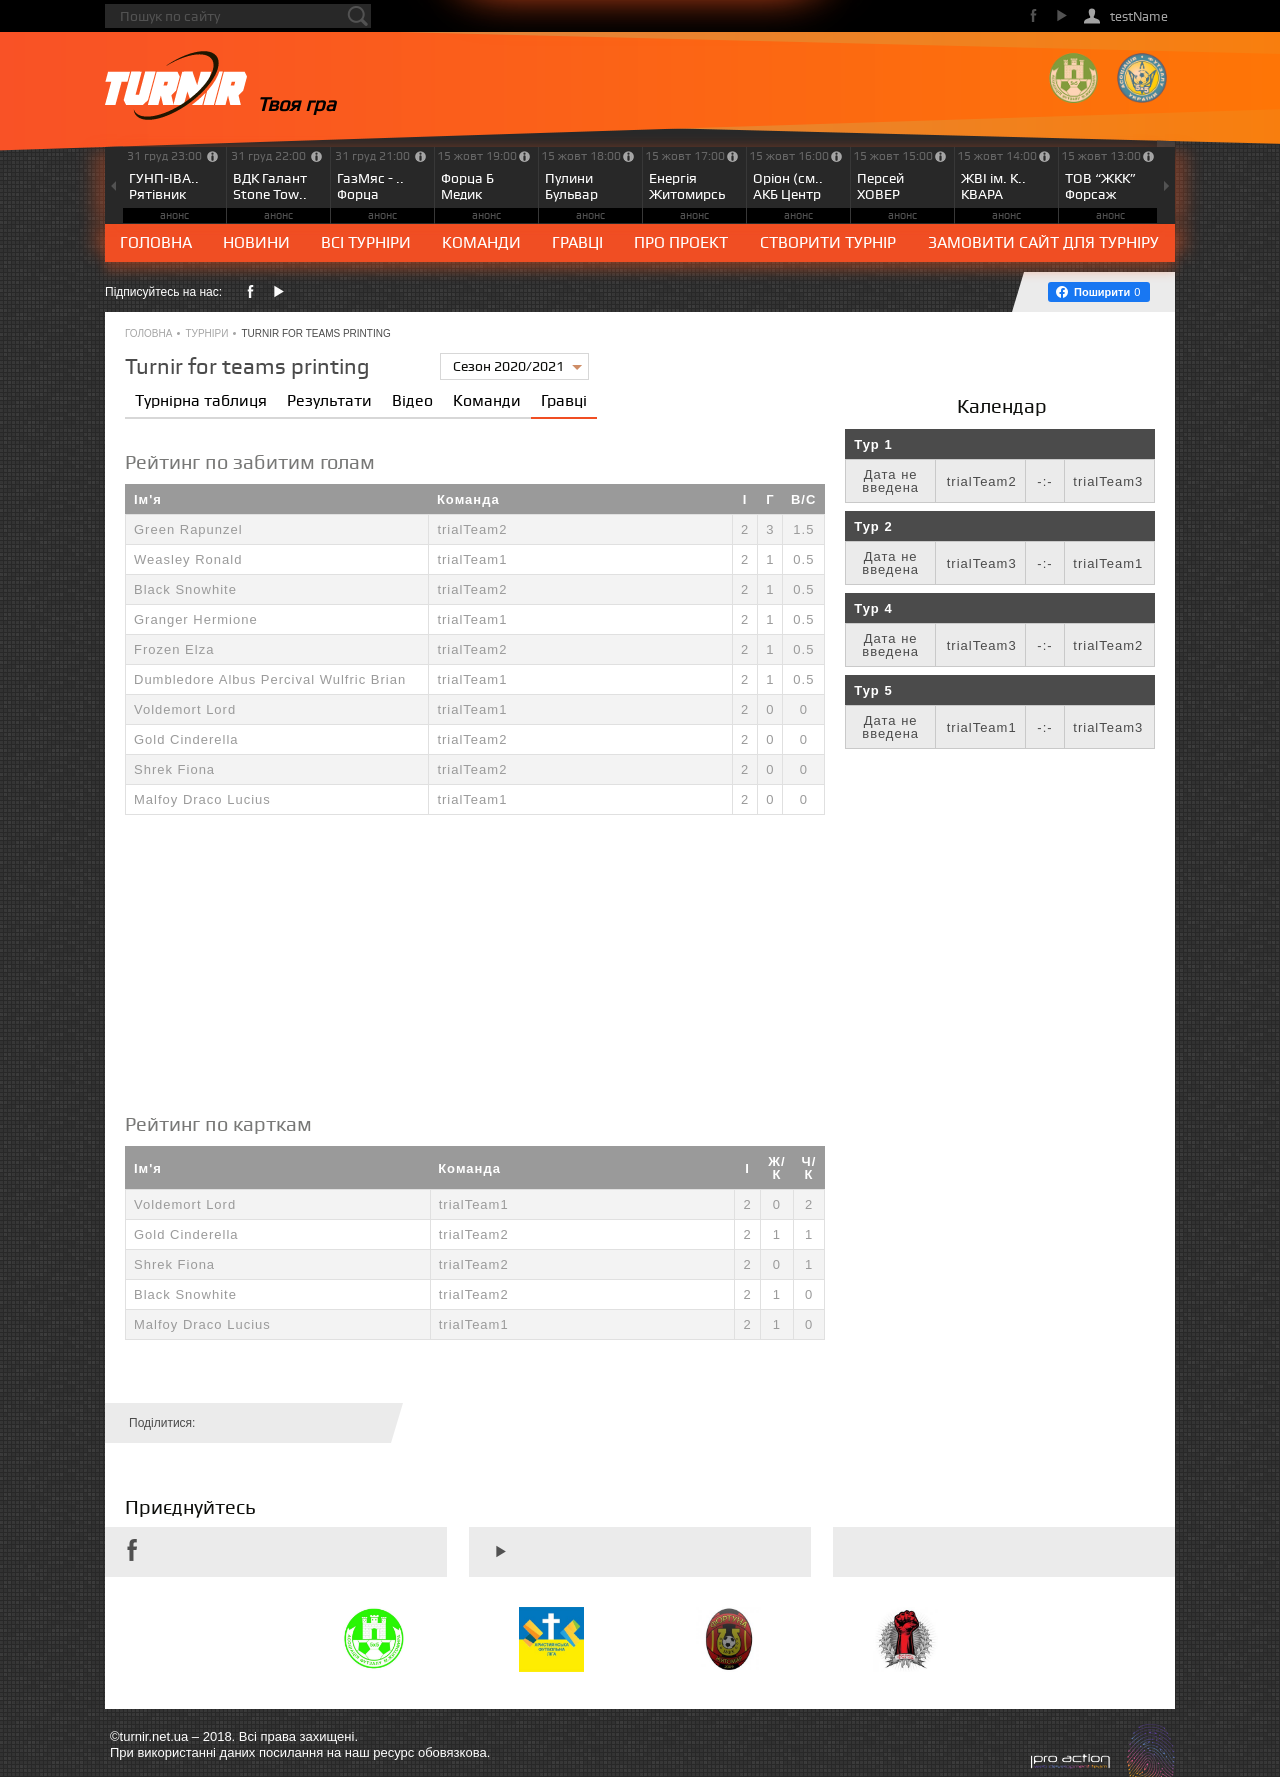 Пошук по сайту
testName
TURNIR Твоя гра
31 груд 23:00 31 груд 22:00 31 груд 21:00 15 жовт 19:00 15 жовт 18:00 15 жовт 17:00 15 жовт 16:00 15 жовт 15:00 15 жовт 14:00 15 жовт 13:00
ГУНП-ІВА.. ВДК Галант ГазМяс - .. Форца Б Пулини Енергія Оріон (см.. Персей ЖВІ ім. К.. ТОВ “ЖКК”
Рятівник Stone Tow.. Форца Медик Бульвар Житомирсь АКБ Центр ХОВЕР КВАРА Форсаж
анонс анонс анонс анонс анонс анонс анонс анонс анонс анонс
ГОЛОВНА НОВИНИ ВСІ ТУРНІРИ КОМАНДИ ГРАВЦІ ПРО ПРОЕКТ СТВОРИТИ ТУРНІР ЗАМОВИТИ САЙТ ДЛЯ ТУРНІРУ
Підписуйтесь на нас:
Поширити 0
ГОЛОВНА • ТУРНІРИ • TURNIR FOR TEAMS PRINTING
Turnir for teams printing
Сезон 2020/2021
Турнірна таблиця Результати Відео Команди Гравці
Рейтинг по забитим голам
Ім'я Команда І Г В/С
Green Rapunzel trialTeam2 2 3 1.5
Weasley Ronald trialTeam1 2 1 0.5
Black Snowhite trialTeam2 2 1 0.5
Granger Hermione trialTeam1 2 1 0.5
Frozen Elza trialTeam2 2 1 0.5
Dumbledore Albus Percival Wulfric Brian trialTeam1 2 1 0.5
Voldemort Lord trialTeam1 2 0 0
Gold Cinderella trialTeam2 2 0 0
Shrek Fiona trialTeam2 2 0 0
Malfoy Draco Lucius trialTeam1 2 0 0
Календар
Тур 1
Дата не введена trialTeam2 -:- trialTeam3
Тур 2
Дата не введена trialTeam3 -:- trialTeam1
Тур 4
Дата не введена trialTeam3 -:- trialTeam2
Тур 5
Дата не введена trialTeam1 -:- trialTeam3
Рейтинг по карткам
Ім'я Команда І Ж/К Ч/К
Voldemort Lord trialTeam1 2 0 2
Gold Cinderella trialTeam2 2 1 1
Shrek Fiona trialTeam2 2 0 1
Black Snowhite trialTeam2 2 1 0
Malfoy Draco Lucius trialTeam1 2 1 0
Поділитися:
Приєднуйтесь
©turnir.net.ua – 2018. Всі права захищені.
При використанні даних посилання на наш ресурс обовязкова.
pro action